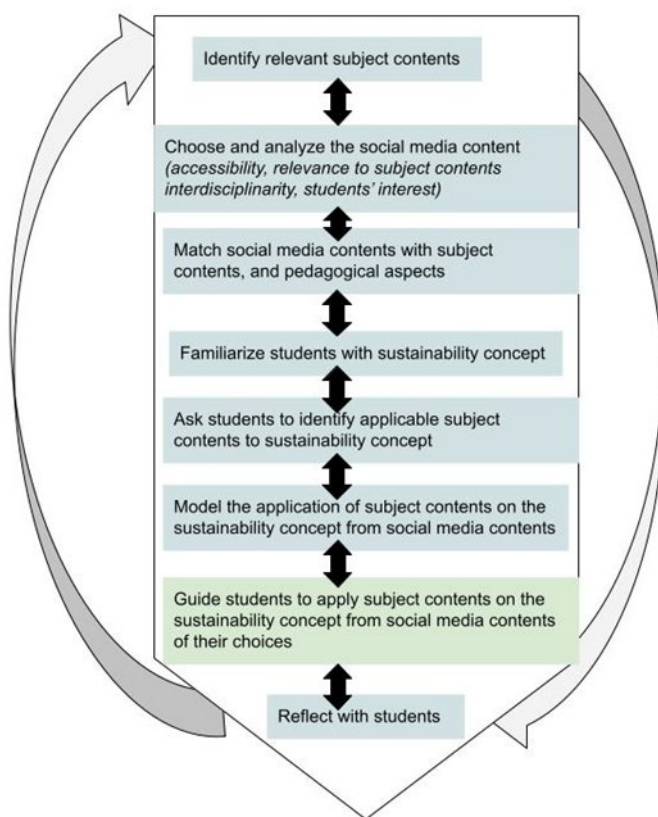 Identify relevant subject contents
Choose and analyze the social media content
(accessibility, relevance to subject contents
interdisciplinarity, students' interest)
Match social media contents with subject
contents, and pedagogical aspects
Familiarize students with sustainability concept
Ask students to identify applicable subject
contents to sustainability concept
Model the application of subject contents on the
sustainability concept from social media contents
Guide students to apply subject contents on the
sustainability concept from social media contents
of their choices
Reflect with students